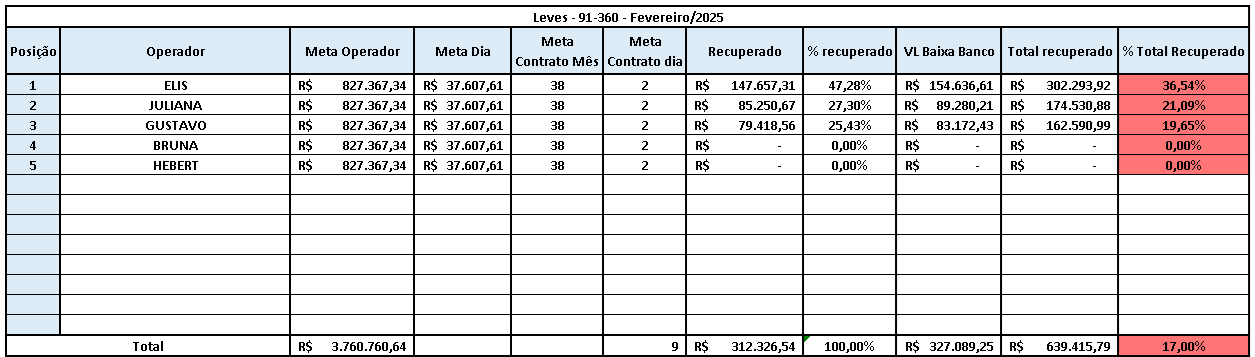 Leves - 91-360 - Fevereiro/2025
Posição Operador Meta Operador Meta Dia Meta Contrato Mês Meta Contrato dia Recuperado % recuperado VL Baixa Banco Total recuperado % Total Recuperado
1 ELIS R$ 827.367,34 R$ 37.607,61 38 2 R$ 147.657,31 47,28% R$ 154.636,61 R$ 302.293,92 36,54%
2 JULIANA R$ 827.367,34 R$ 37.607,61 38 2 R$ 85.250,67 27,30% R$ 89.280,21 R$ 174.530,88 21,09%
3 GUSTAVO R$ 827.367,34 R$ 37.607,61 38 2 R$ 79.418,56 25,43% R$ 83.172,43 R$ 162.590,99 19,65%
4 BRUNA R$ 827.367,34 R$ 37.607,61 38 2 R$ - 0,00% R$ - R$ - 0,00%
5 HEBERT R$ 827.367,34 R$ 37.607,61 38 2 R$ - 0,00% R$ - R$ - 0,00%
Total R$ 3.760.760,64 9 R$ 312.326,54 100,00% R$ 327.089,25 R$ 639.415,79 17,00%